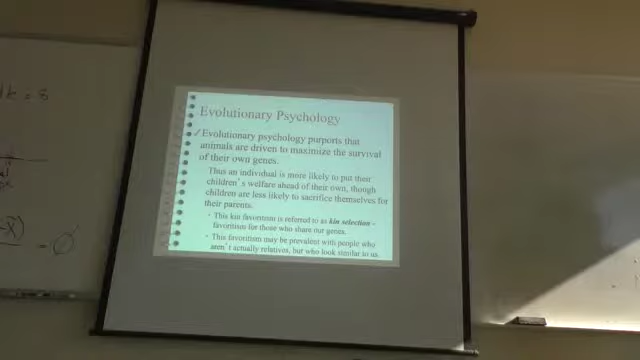 Evolutionary Psychology
✓Evolutionary psychology purports that
animals are driven to maximize the survival
of their own genes.
Thus an individual is more likely to put their
children's welfare ahead of their own, though
children are less likely to sacrifice themselves for
their parents.
• This kin favoritism is referred to as kin selection –
favoritism for those who share our genes.
• This favoritism may be prevalent with people who
aren't actually relatives, but who look similar to us.
= 0